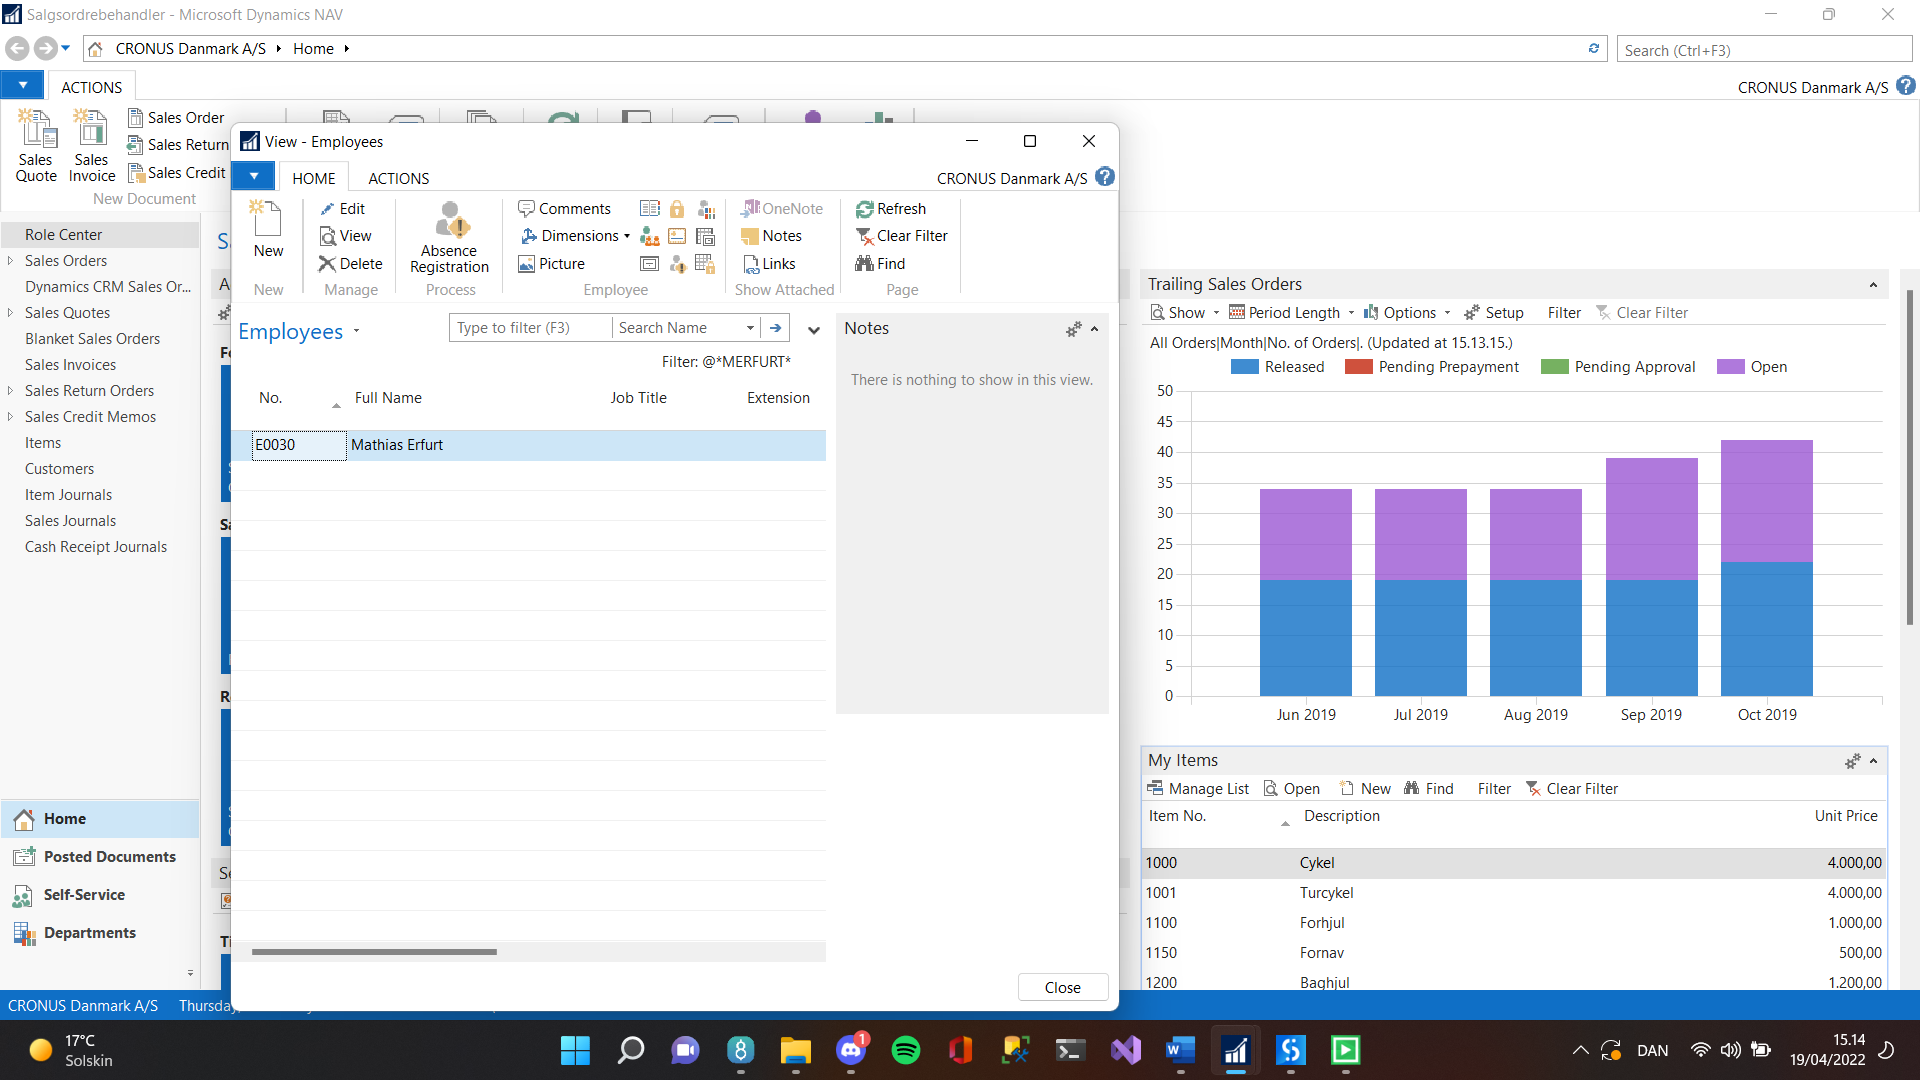 Salgsordrebehandler - Microsoft Dynamics NAV
CRONUS Danmark A/S
Home
Search (Ctrl+F3)
ACTIONS
CRONUS Danmark A/S
Sales Quote
Sales Invoice
Sales Order
Sales Return
Sales Credit
New Document
Role Center
Sales Orders
Dynamics CRM Sales Or...
Sales Quotes
Blanket Sales Orders
Sales Invoices
Sales Return Orders
Sales Credit Memos
Items
Customers
Item Journals
Sales Journals
Cash Receipt Journals
Home
Posted Documents
Self-Service
Departments
View - Employees
HOME
ACTIONS
CRONUS Danmark A/S
New
Edit
View
Delete
Absence Registration
Comments
Dimensions
Picture
OneNote
Notes
Links
Refresh
Clear Filter
Find
New
Manage
Process
Employee
Show Attached
Page
Employees
Type to filter (F3)
Search Name
Filter: @*MERFURT*
No.
Full Name
Job Title
Extension
E0030
Mathias Erfurt
Notes
There is nothing to show in this view.
Close
Trailing Sales Orders
Show
Period Length
Options
Setup
Filter
Clear Filter
All Orders|Month|No. of Orders|. (Updated at 15.13.15.)
Released
Pending Prepayment
Pending Approval
Open
50
45
40
35
30
25
20
15
10
5
0
Jun 2019
Jul 2019
Aug 2019
Sep 2019
Oct 2019
My Items
Manage List
Open
New
Find
Filter
Clear Filter
Item No.
Description
Unit Price
1000 Cykel 4.000,00
1001 Turcykel 4.000,00
1100 Forhjul 1.000,00
1150 Fornav 500,00
1200 Baghjul 1.200,00
CRONUS Danmark A/S
Thursday,
17°C
Solskin
1
DAN
15.14
19/04/2022